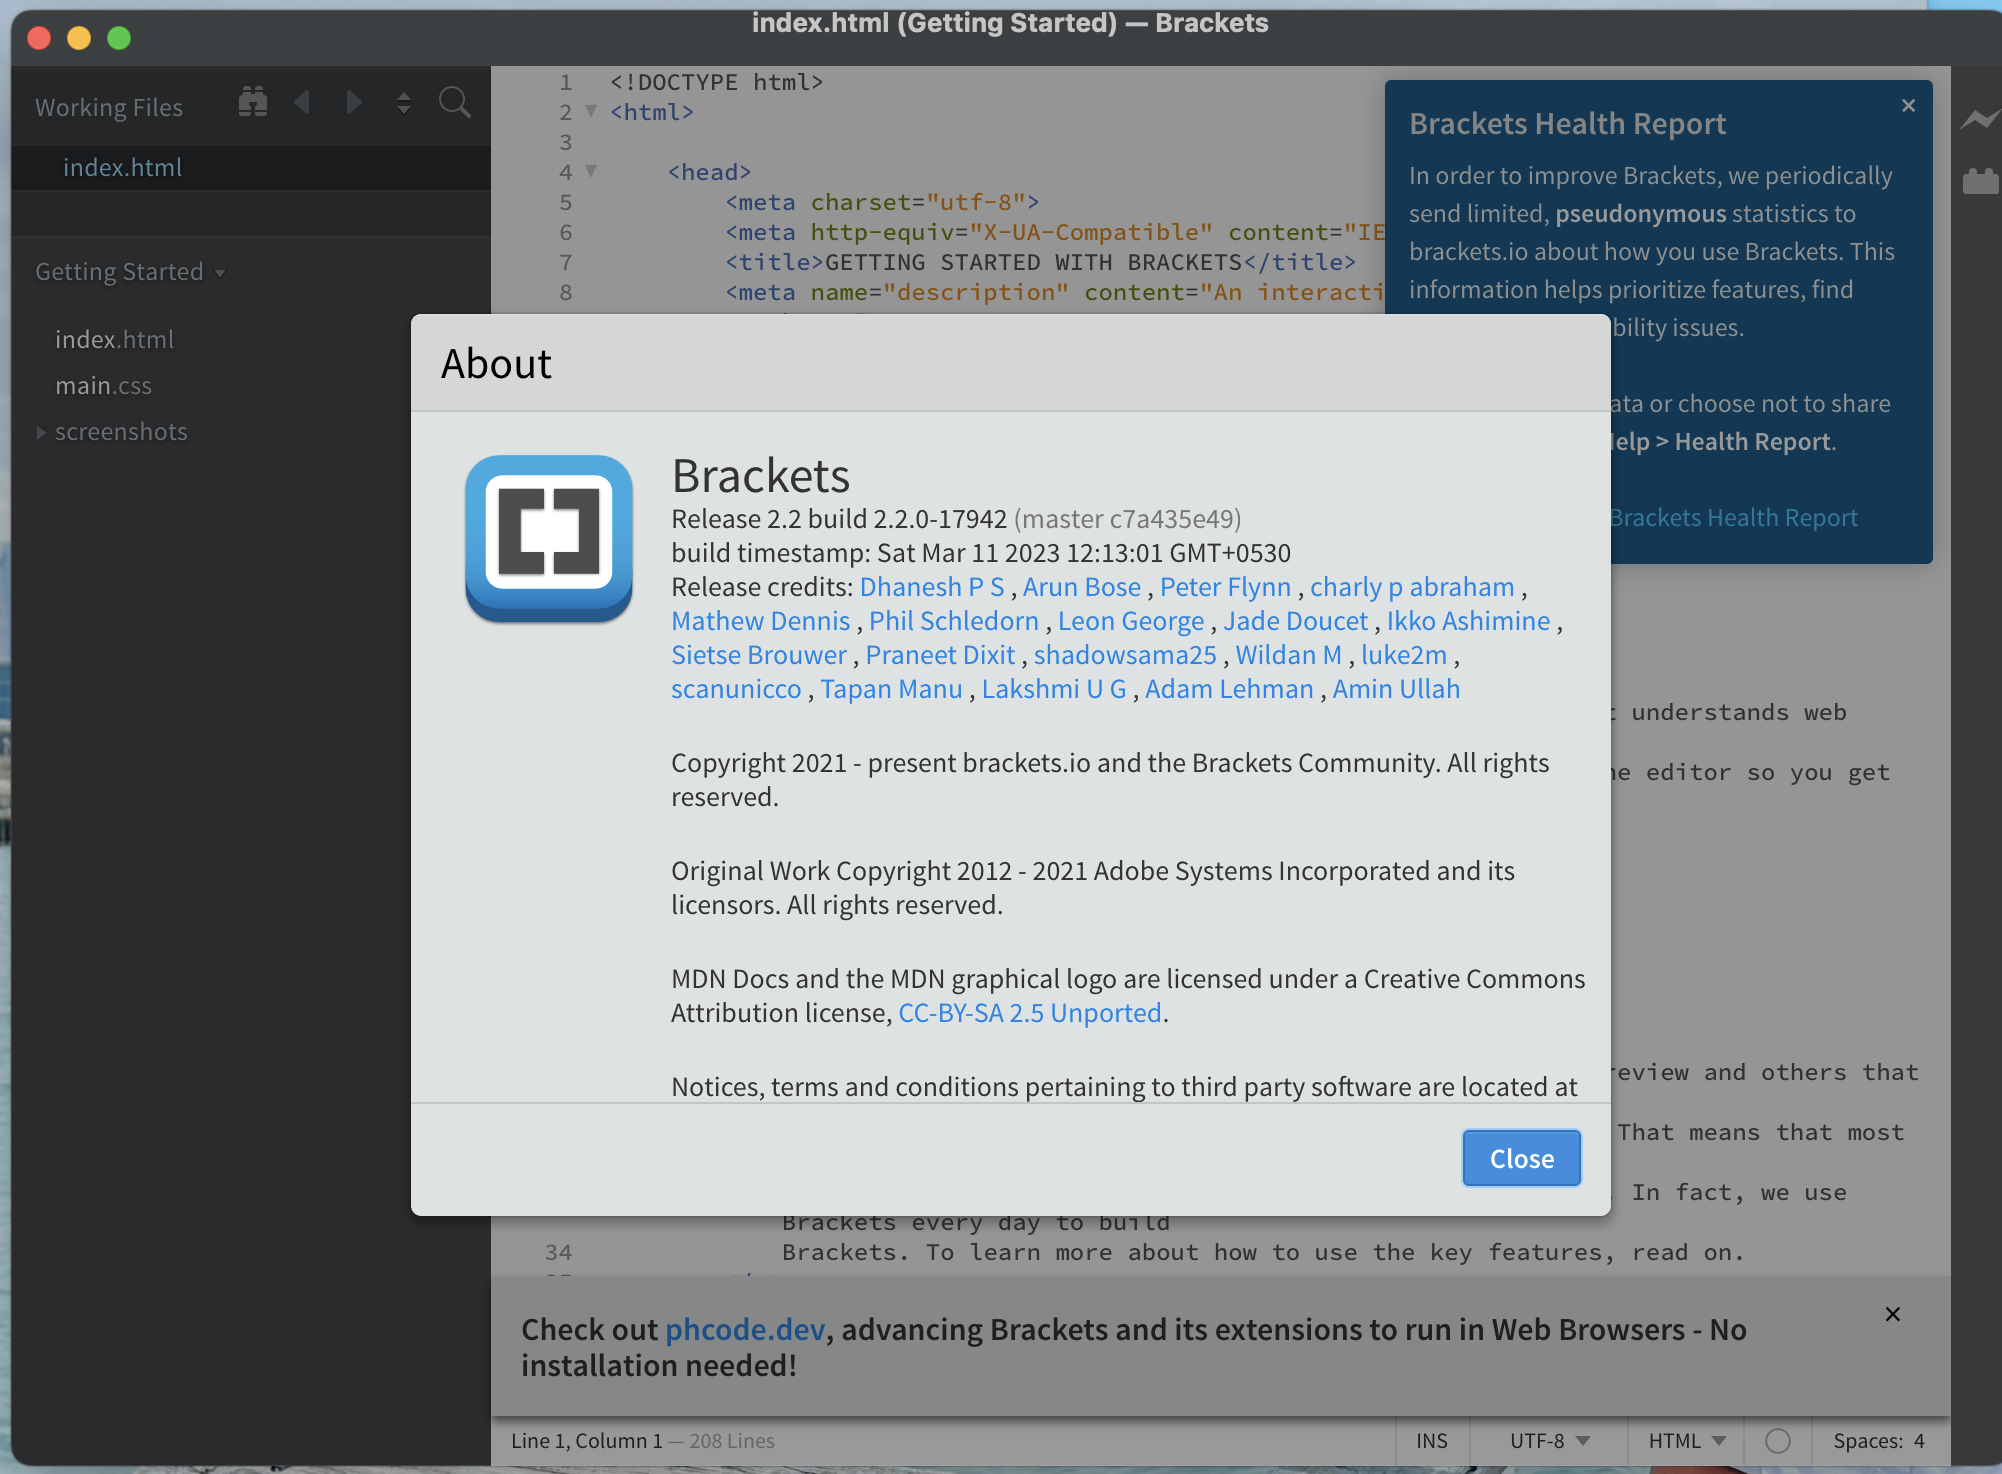 index.html (Getting Started) — Brackets
Working Files
index.html
Getting Started
index.html
main.css
screenshots
1 <!DOCTYPE html>
2 <html>
3
4 <head>
5 <meta charset="utf-8">
6 <meta http-equiv="X-UA-Compatible" content="IE
7 <title>GETTING STARTED WITH BRACKETS</title>
8 <meta name="description" content="An interacti
Brackets Health Report
In order to improve Brackets, we periodically
send limited, pseudonymous statistics to
brackets.io about how you use Brackets. This
information helps prioritize features, find
bility issues.
ata or choose not to share
elp > Health Report.
Brackets Health Report
About
Brackets
Release 2.2 build 2.2.0-17942 (master c7a435e49)
build timestamp: Sat Mar 11 2023 12:13:01 GMT+0530
Release credits: Dhanesh P S , Arun Bose , Peter Flynn , charly p abraham ,
Mathew Dennis , Phil Schledorn , Leon George , Jade Doucet , Ikko Ashimine ,
Sietse Brouwer , Praneet Dixit , shadowsama25 , Wildan M , luke2m ,
scanunicco , Tapan Manu , Lakshmi U G , Adam Lehman , Amin Ullah
Copyright 2021 - present brackets.io and the Brackets Community. All rights
reserved.
Original Work Copyright 2012 - 2021 Adobe Systems Incorporated and its
licensors. All rights reserved.
MDN Docs and the MDN graphical logo are licensed under a Creative Commons
Attribution license, CC-BY-SA 2.5 Unported.
Notices, terms and conditions pertaining to third party software are located at
Close
t understands web
e editor so you get
eview and others that
That means that most
. In fact, we use
Brackets every day to build
34 Brackets. To learn more about how to use the key features, read on.
Check out phcode.dev, advancing Brackets and its extensions to run in Web Browsers - No
installation needed!
Line 1, Column 1 — 208 Lines
INS
UTF-8
HTML
Spaces: 4